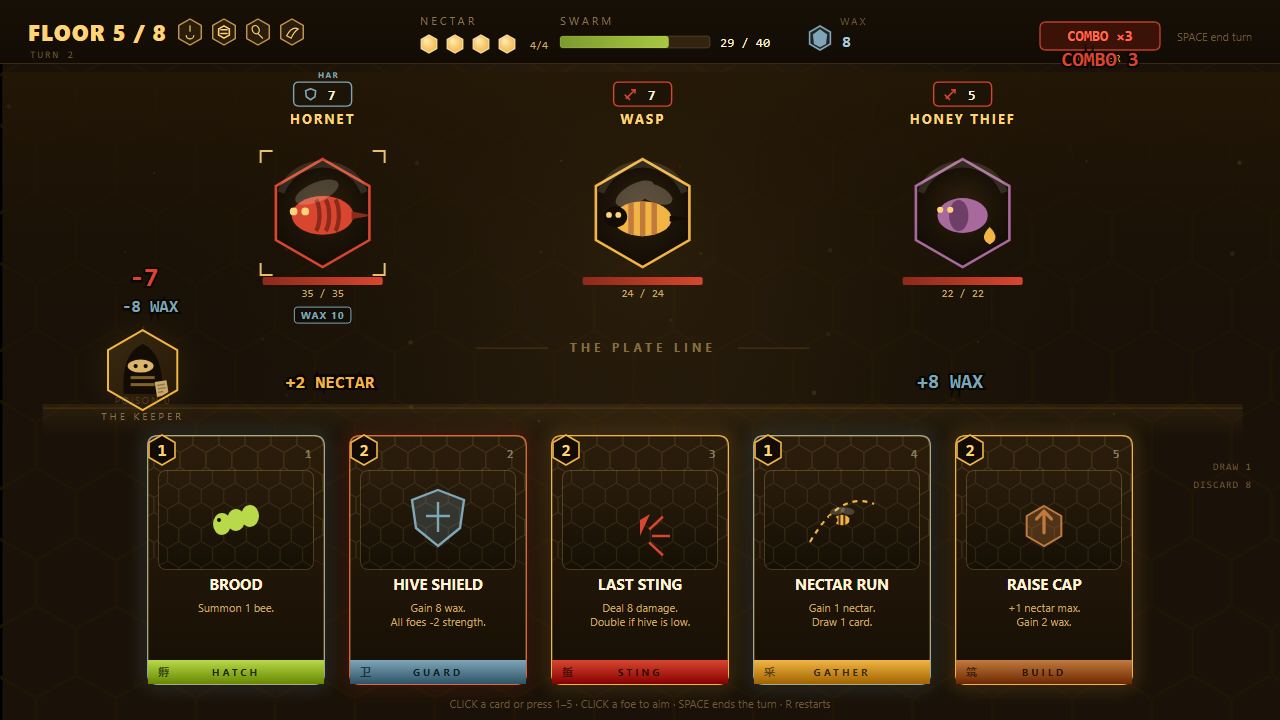 FLOOR 5 / 8
TURN 2
NECTAR
4/4
SWARM
29 / 40
WAX
8
COMBO ×3
COMBO 3
SPACE end turn
HAR
7
HORNET
7
WASP
5
HONEY THIEF
35 / 35
WAX 10
24 / 24
22 / 22
-7
-8 WAX
THE PLATE LINE
+2 NECTAR
+8 WAX
THE KEEPER
1
1
BROOD
Summon 1 bee.
HATCH
2
2
HIVE SHIELD
Gain 8 wax.
All foes -2 strength.
卫 GUARD
2
3
LAST STING
Deal 8 damage.
Double if hive is low.
STING
1
4
NECTAR RUN
Gain 1 nectar.
Draw 1 card.
采 GATHER
2
5
RAISE CAP
+1 nectar max.
Gain 2 wax.
筑 BUILD
DRAW 1
DISCARD 8
CLICK a card or press 1–5 · CLICK a foe to aim · SPACE ends the turn · R restarts